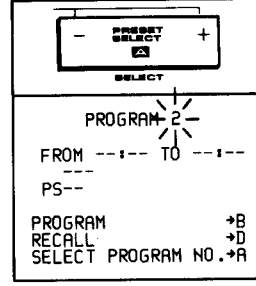 - PRESET SELECT +
A
SELECT
PROGRAM 2
FROM --:-- TO --:--
---
PS--
PROGRAM →B
RECALL →D
SELECT PROGRAM NO.→A